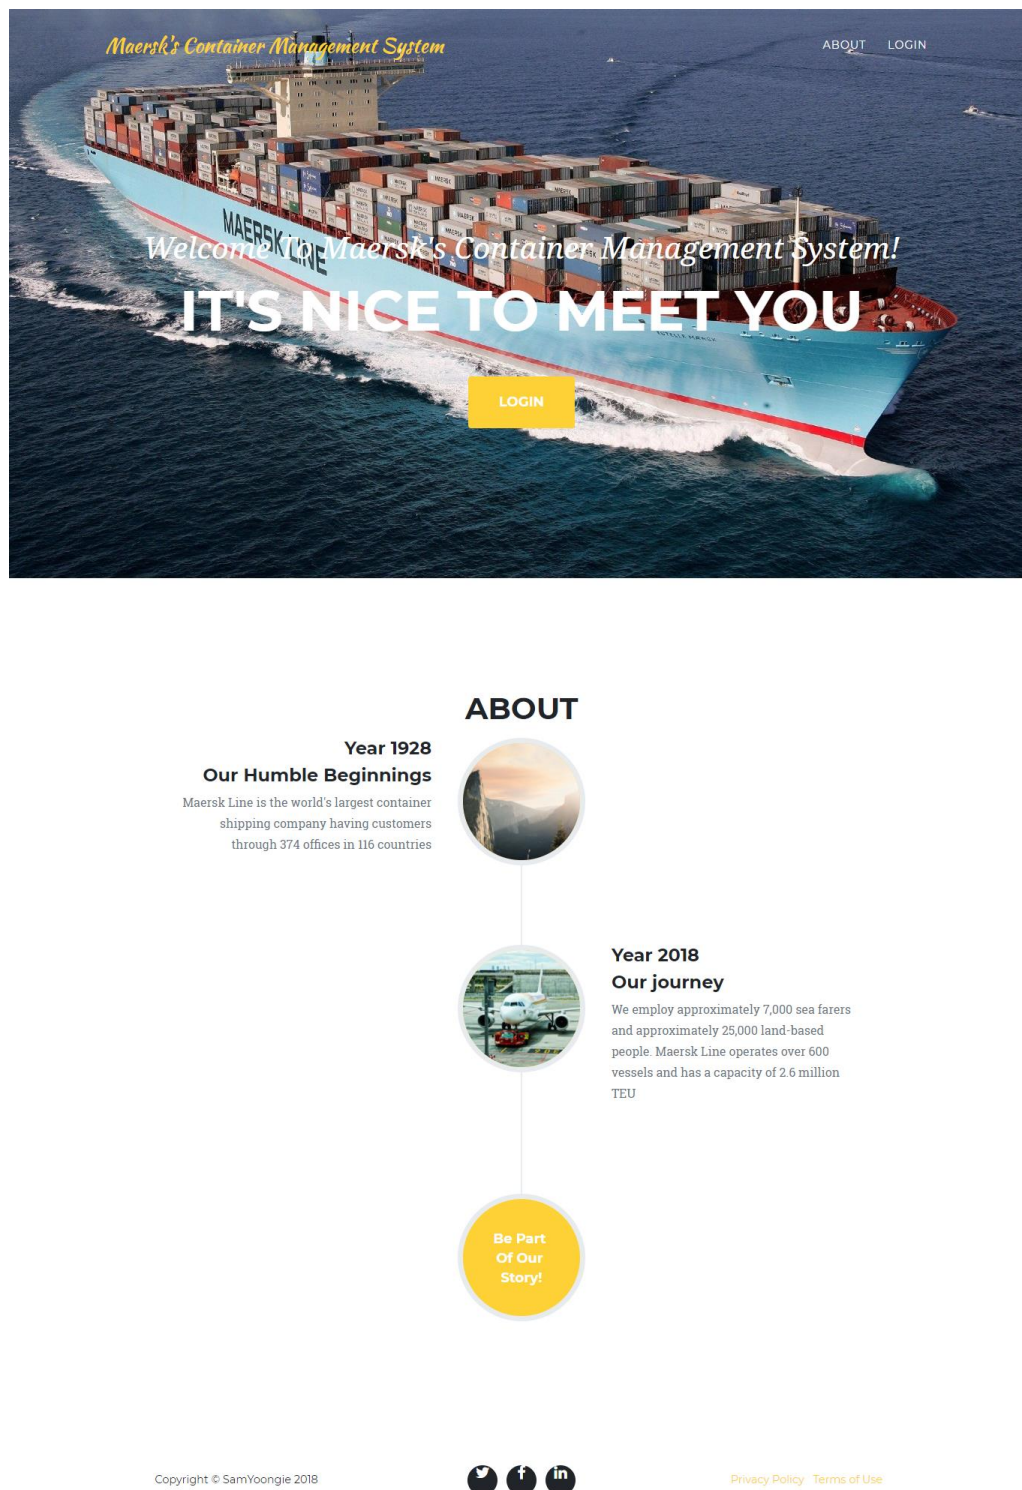 Maersk's Container Management System
ABOUT LOGIN
MAERSK LINE
Welcome To Maersk's Container Management System!
IT'S NICE TO MEET YOU
LOGIN
ABOUT
Year 1928
Our Humble Beginnings
Maersk Line is the world's largest container
shipping company having customers
through 374 offices in 116 countries
Year 2018
Our journey
We employ approximately 7,000 sea farers
and approximately 25,000 land-based
people. Maersk Line operates over 600
vessels and has a capacity of 2.6 million
TEU
Be Part
Of Our
Story!
Copyright © SamYoongie 2018
Privacy Policy Terms of Use